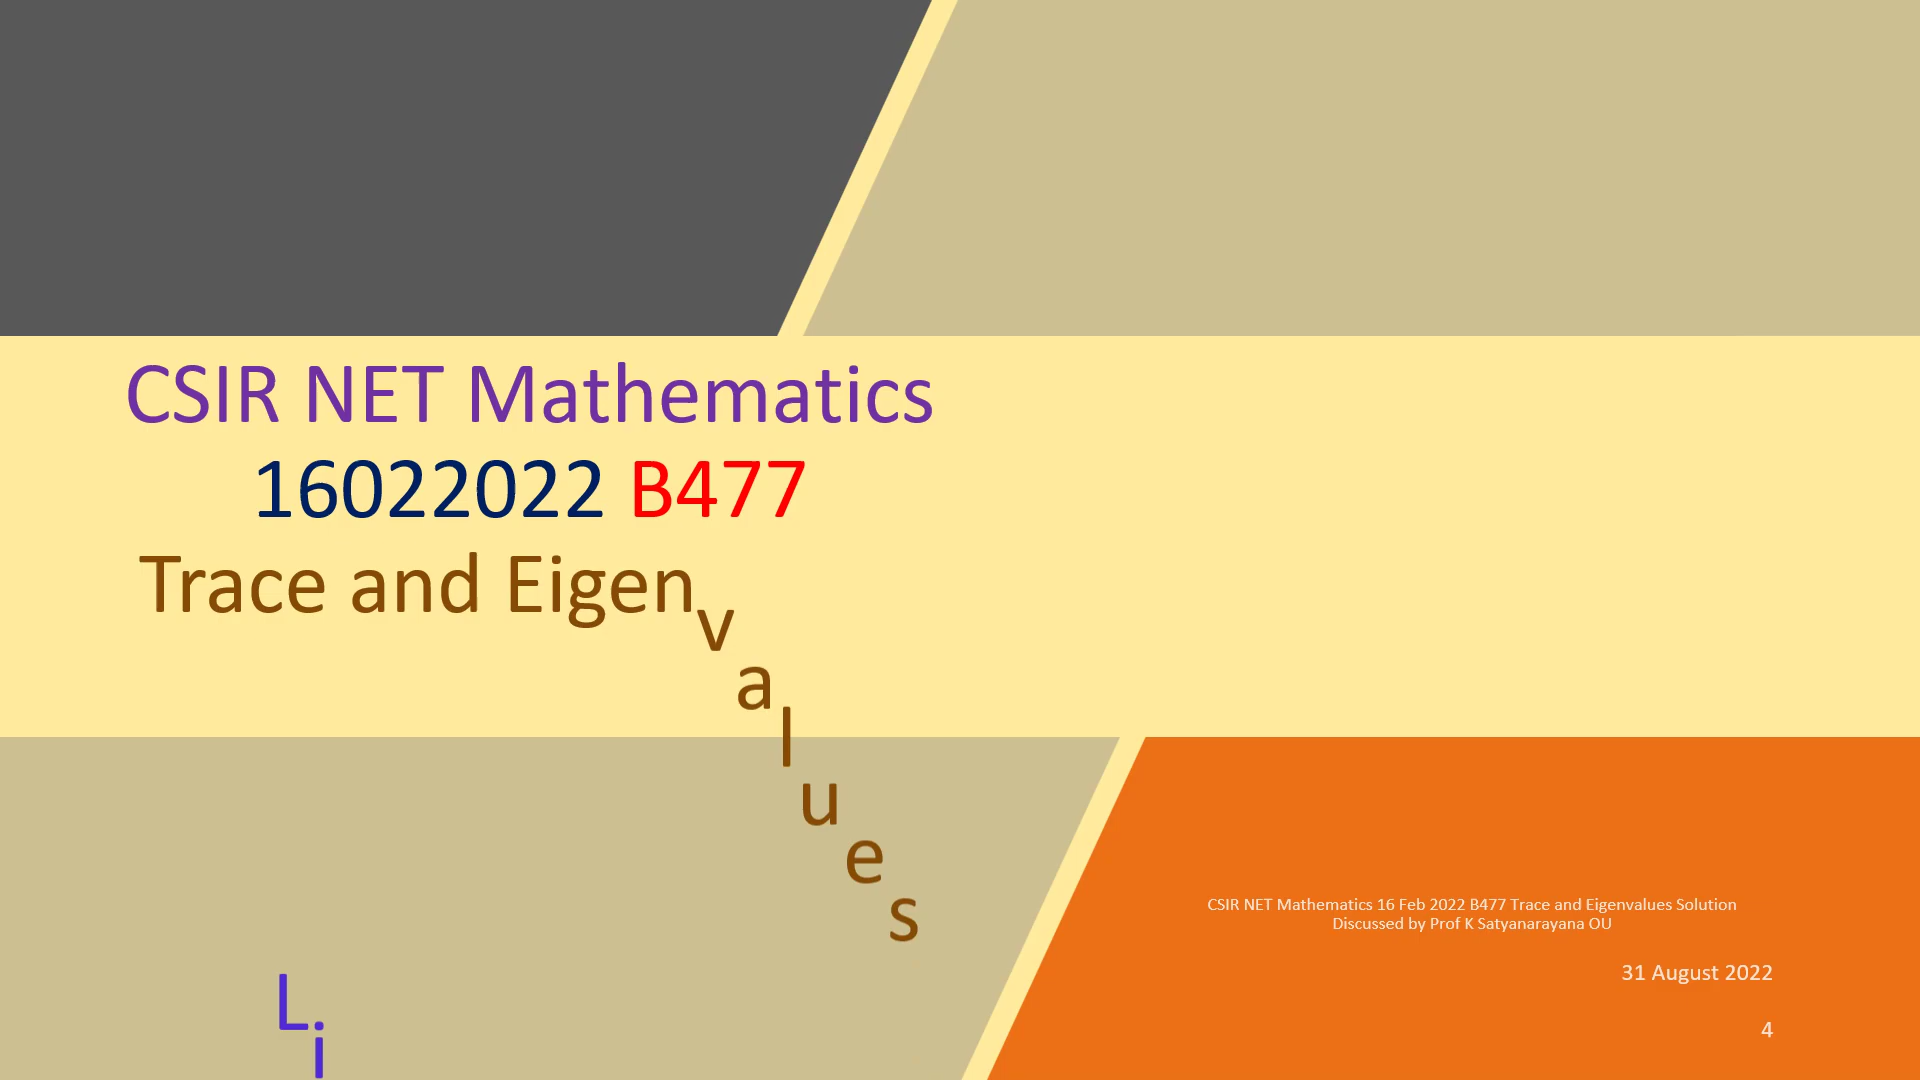 CSIR NET Mathematics
16022022 B477
Trace and Eigenvalues
Li
CSIR NET Mathematics 16 Feb 2022 B477 Trace and Eigenvalues Solution
Discussed by Prof K Satyanarayana OU
31 August 2022
4